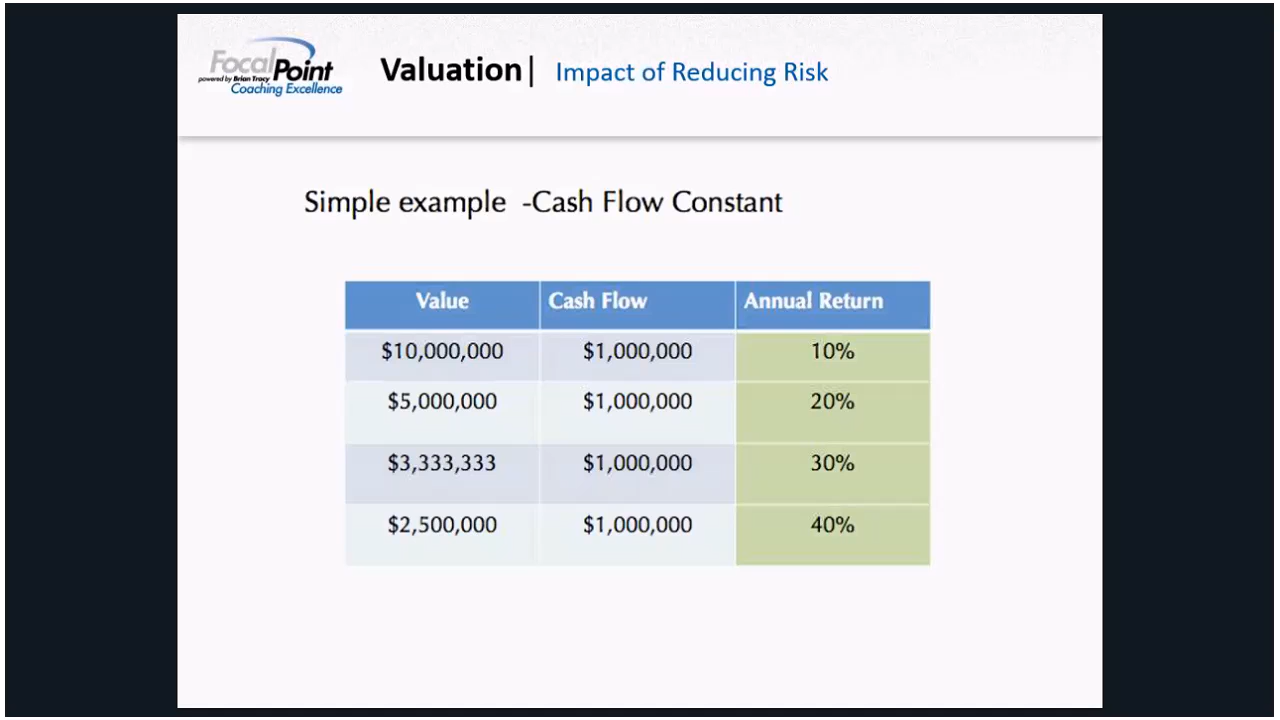 FocalPoint
powered by Brian Tracy
Coaching Excellence
Valuation| Impact of Reducing Risk
Simple example -Cash Flow Constant
Value Cash Flow Annual Return
$10,000,000 $1,000,000 10%
$5,000,000 $1,000,000 20%
$3,333,333 $1,000,000 30%
$2,500,000 $1,000,000 40%